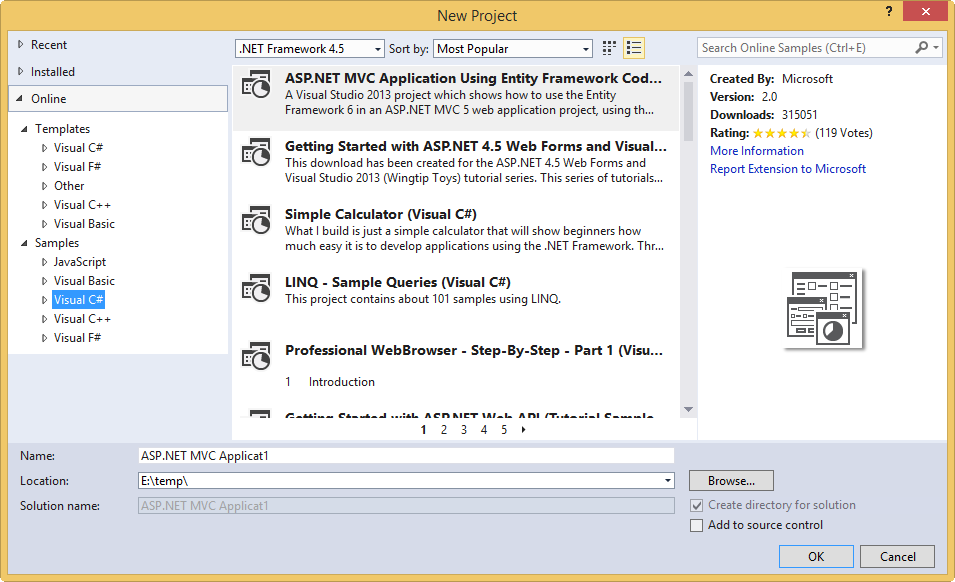 New Project
?
Recent
Installed
Online
Templates
Visual C#
Visual F#
Other
Visual C++
Visual Basic
Samples
JavaScript
Visual Basic
Visual C#
Visual C++
Visual F#
.NET Framework 4.5
Sort by: Most Popular
ASP.NET MVC Application Using Entity Framework Cod...
A Visual Studio 2013 project which shows how to use the Entity
Framework 6 in an ASP.NET MVC 5 web application project, using th...
Getting Started with ASP.NET 4.5 Web Forms and Visual...
This download has been created for the ASP.NET 4.5 Web Forms and
Visual Studio 2013 (Wingtip Toys) tutorial series. This series of tutorials...
Simple Calculator (Visual C#)
What I build is just a simple calculator that will show beginners how
much easy it is to develop applications using the .NET Framework. Thr...
LINQ - Sample Queries (Visual C#)
This project contains about 101 samples using LINQ.
Professional WebBrowser - Step-By-Step - Part 1 (Visu...
1 Introduction
Getting Started with ASP.NET Web API (Tutorial Sample...
1 2 3 4 5
Search Online Samples (Ctrl+E)
Created By: Microsoft
Version: 2.0
Downloads: 315051
Rating: (119 Votes)
More Information
Report Extension to Microsoft
Name: ASP.NET MVC Applicat1
Location: E:\temp\
Browse...
Solution name: ASP.NET MVC Applicat1
Create directory for solution
Add to source control
OK
Cancel